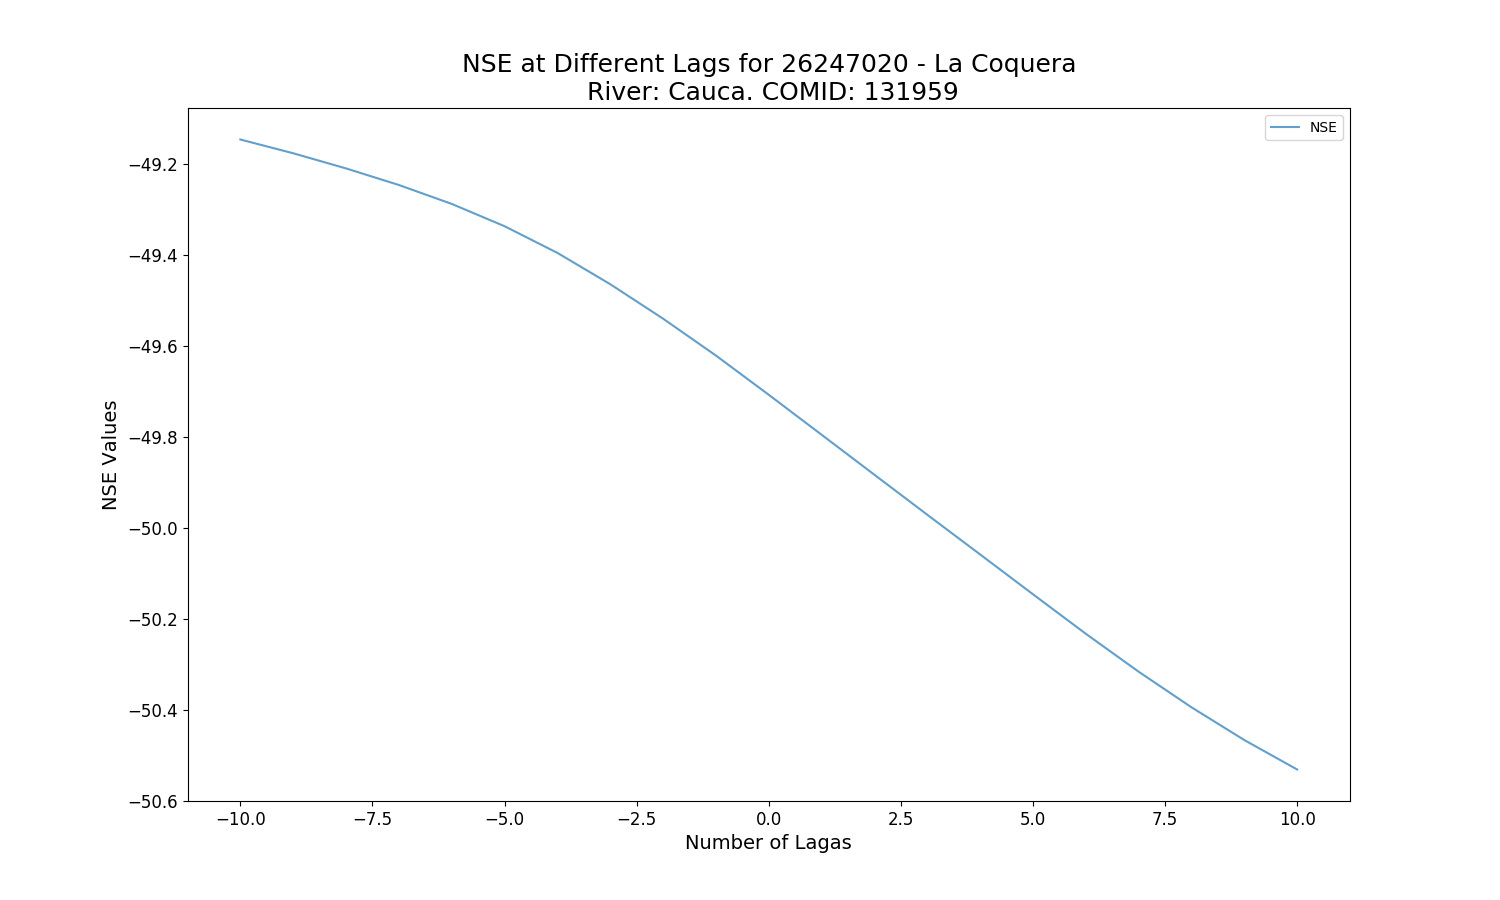 NSE at Different Lags for 26247020 - La Coquera
River: Cauca. COMID: 131959
NSE
−49.2
−49.4
−49.6
−49.8
−50.0
−50.2
−50.4
−50.6
NSE Values
−10.0 −7.5 −5.0 −2.5 0.0 2.5 5.0 7.5 10.0
Number of Lagas